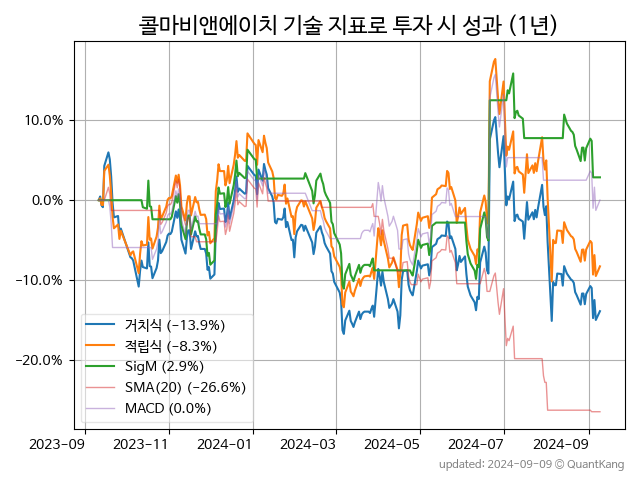 콜마비앤에이치 기술 지표로 투자 시 성과 (1년)
10.0%
0.0%
−10.0%
−20.0%
거치식 (−13.9%)
적립식 (−8.3%)
SigM (2.9%)
SMA(20) (−26.6%)
MACD (0.0%)
2023-09 2023-11 2024-01 2024-03 2024-05 2024-07 2024-09
updated: 2024-09-09 © QuantKang